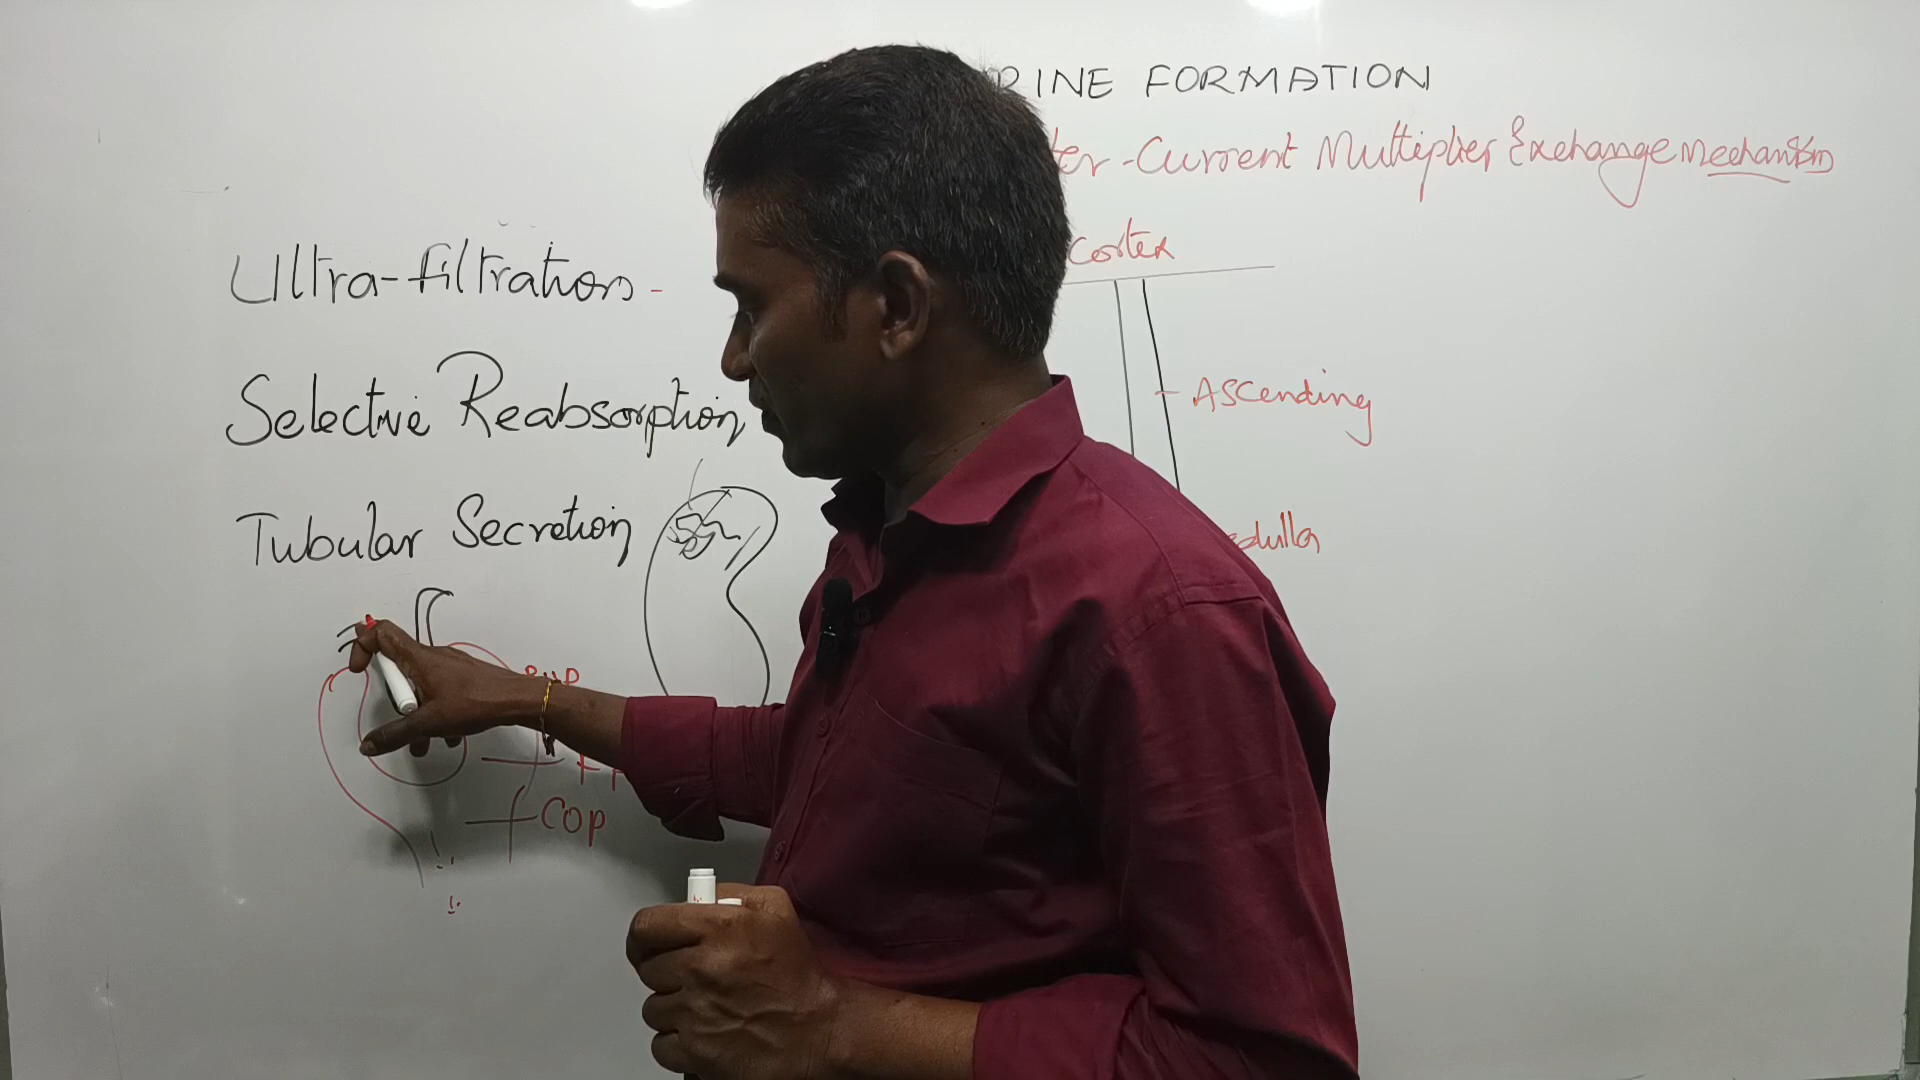 RINE FORMATION
ter-Current Multiplier Exchange Mechanism
Cortex
Ultra-filtration -
Selective Reabsorption
Ascending
Tubular Secretion
edulla
COP